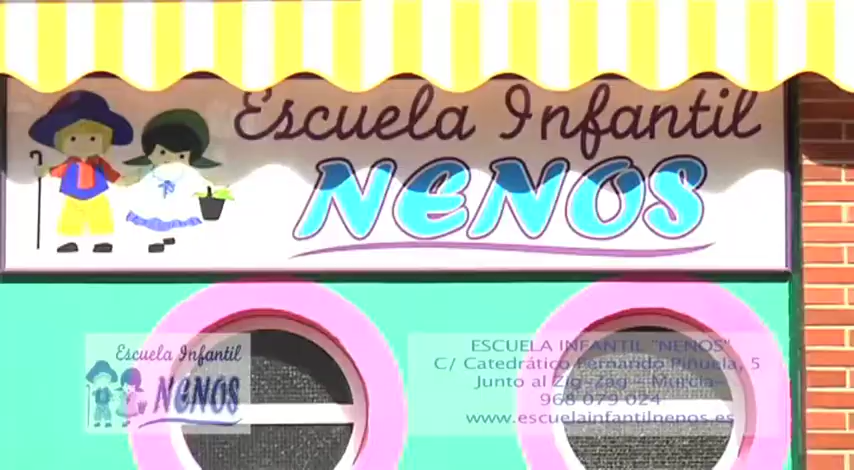 Escuela Infantil
NENOS
Escuela Infantil
NENOS
ESCUELA INFANTIL "NENOS"
C/ Catedrático Fernando Piñuela, 5
Junto al Zig-Zag - Murcia-
968 079 024
www.escuelainfantilnenos.es